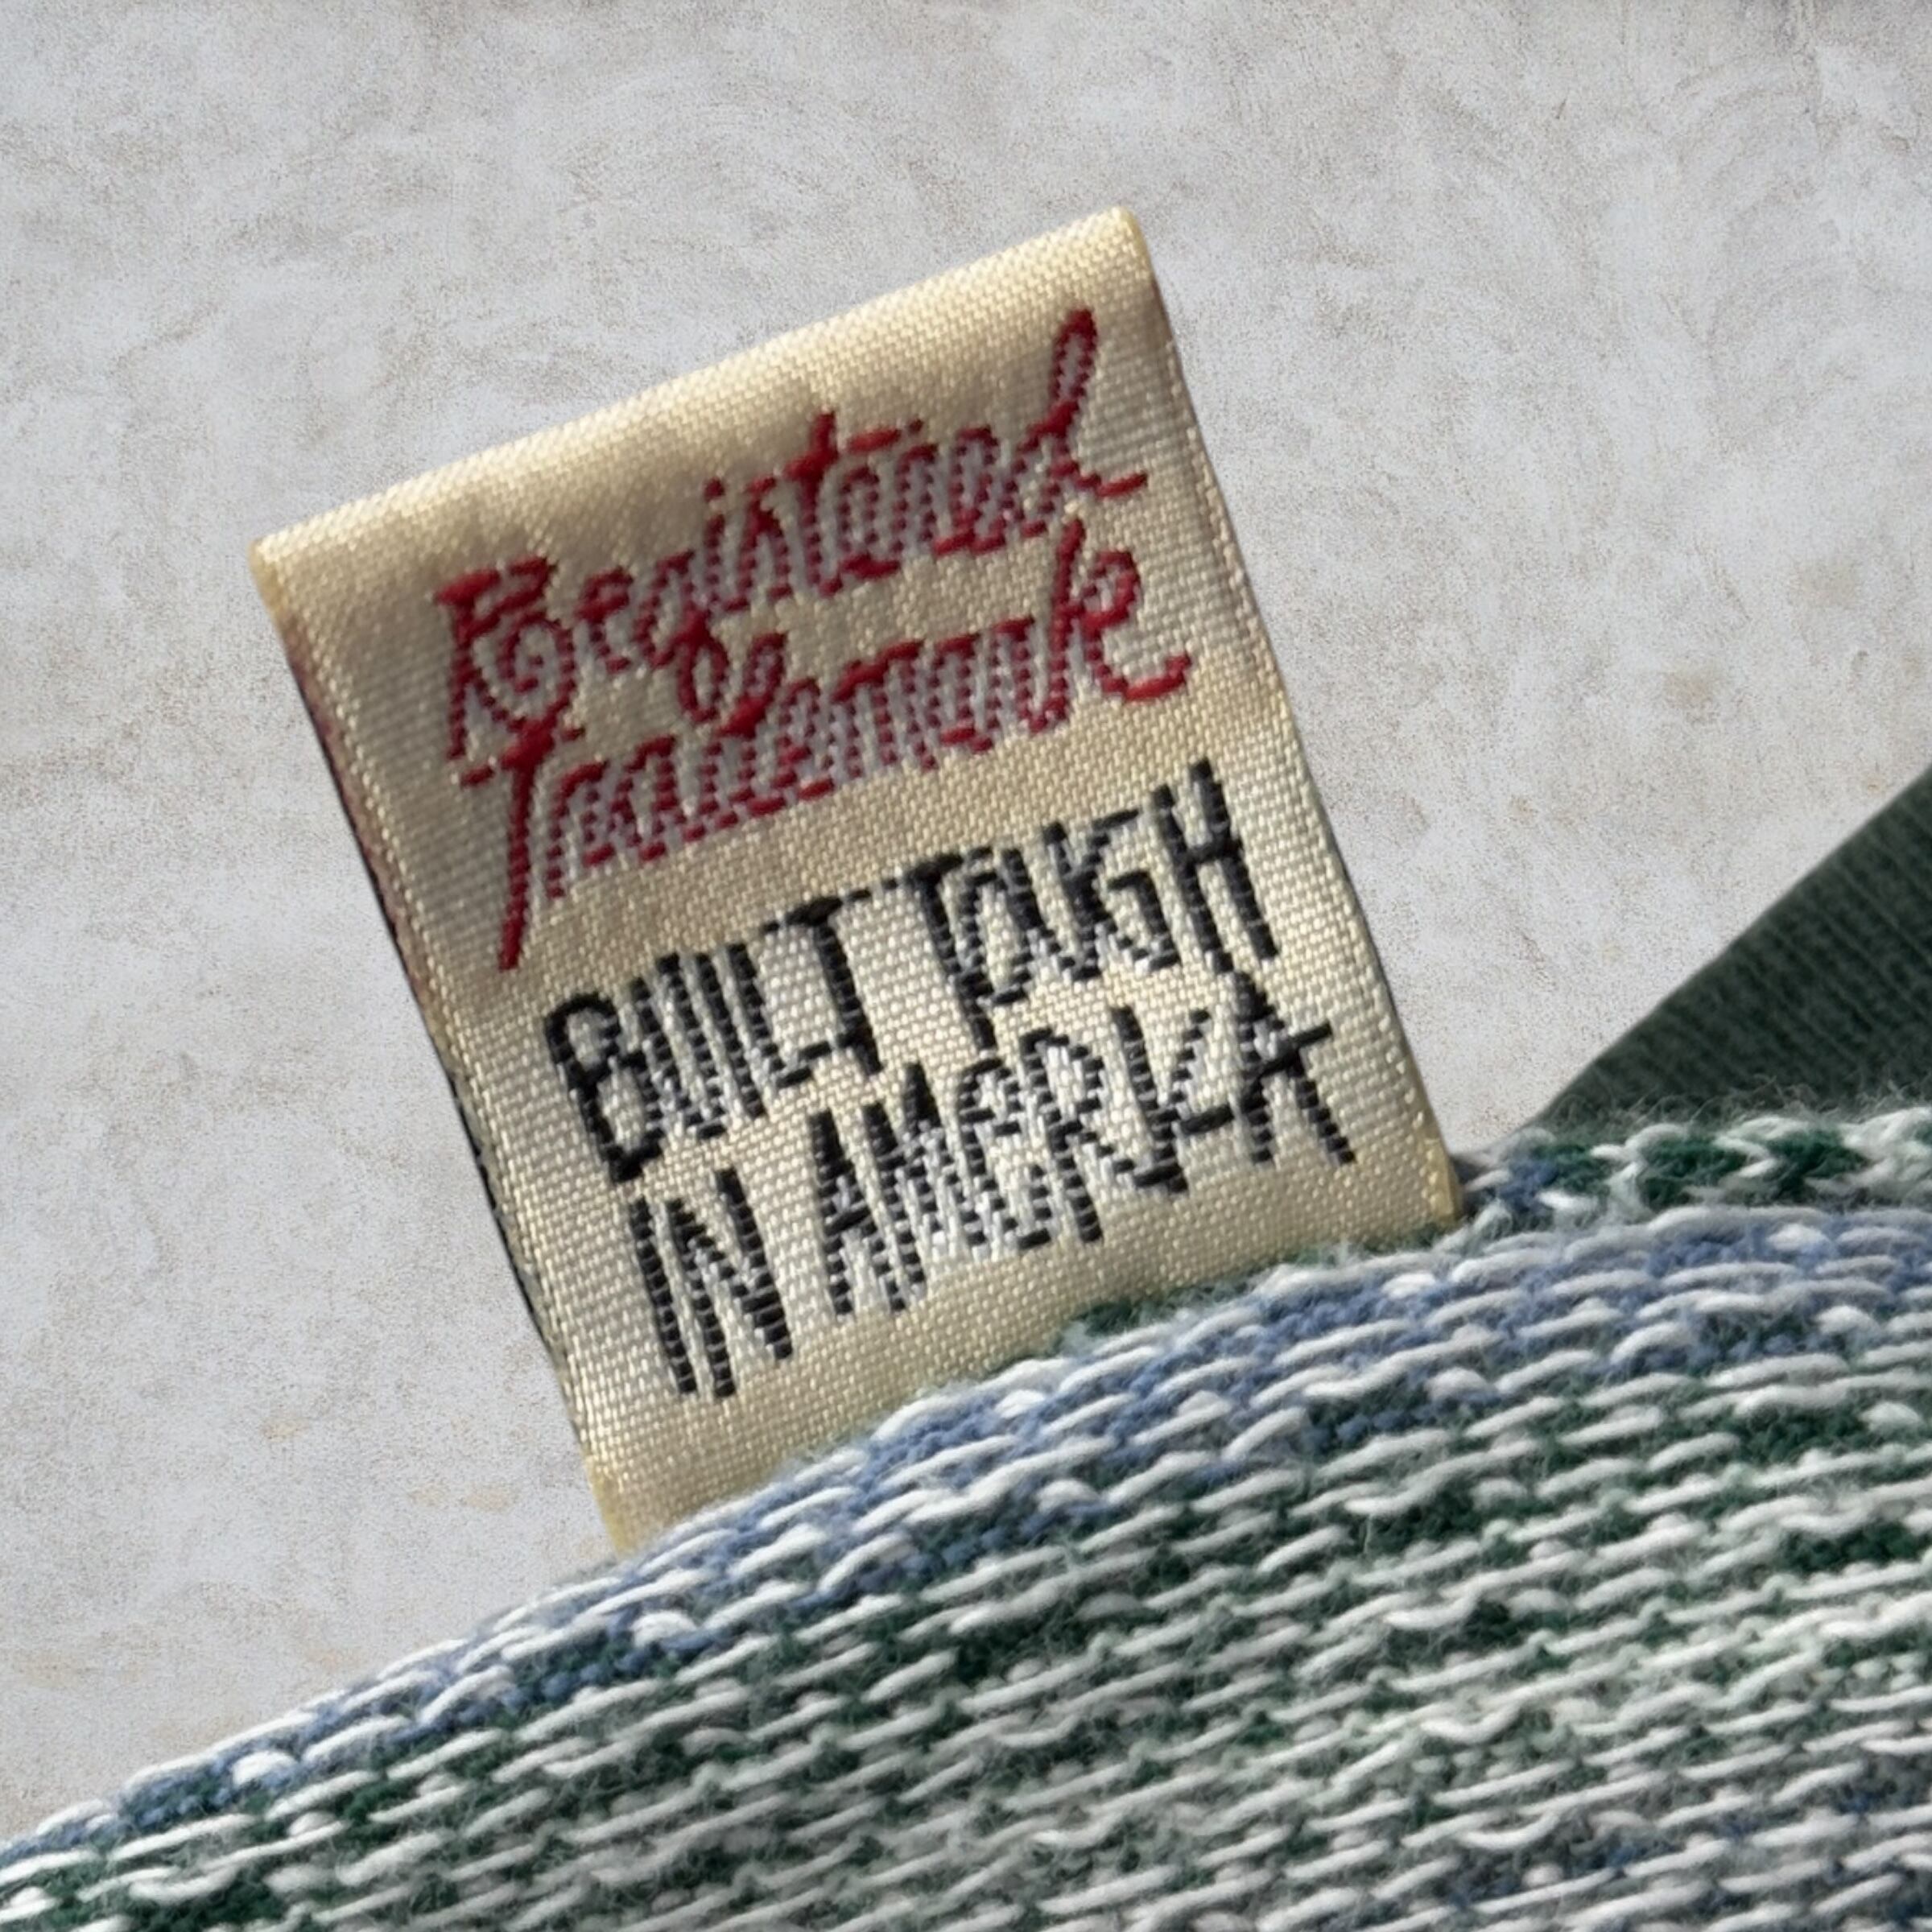 Registered
Trademark
BUILT TOUGH
IN AMERICA